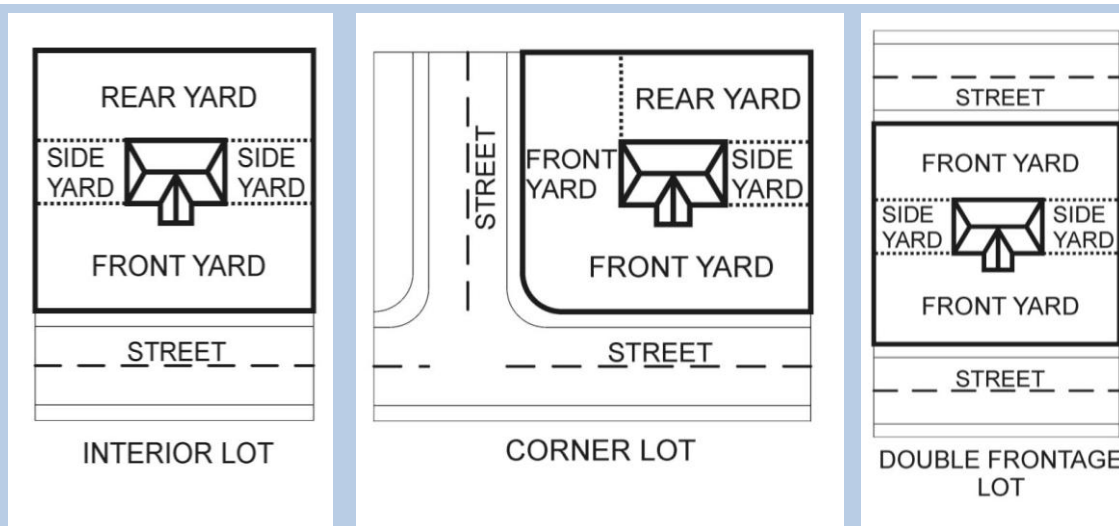 REAR YARD
SIDE YARD
SIDE YARD
FRONT YARD
STREET
INTERIOR LOT
REAR YARD
STREET
FRONT YARD
SIDE YARD
FRONT YARD
STREET
CORNER LOT
STREET
FRONT YARD
SIDE YARD
SIDE YARD
FRONT YARD
STREET
DOUBLE FRONTAGE
LOT